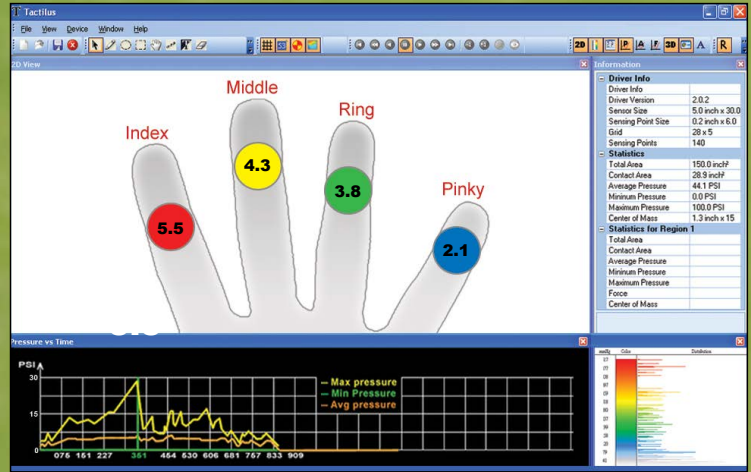 Tactilus
File View Device Window Help
2D 3D A R
2D View
Information
Index
Middle
Ring
Pinky
5.5
4.3
3.8
2.1
Driver Info
Driver Info
Driver Version 2.0.2
Sensor Size 5.0 inch x 30.0
Sensing Point Size 0.2 inch x 6.0
Grid 28 x 5
Sensing Points 140
Statistics
Total Area 150.0 inch²
Contact Area 28.9 inch²
Average Pressure 44.1 PSI
Minimum Pressure 0.0 PSI
Maximum Pressure 100.0 PSI
Center of Mass 1.3 inch x 15
Statistics for Region 1
Total Area
Contact Area
Average Pressure
Mininum Pressure
Maximum Pressure
Force
Center of Mass
Pressure vs Time
PSI
30
15
0
Max pressure
Min Pressure
Avg pressure
075 151 227 351 454 530 606 681 757 833 909
mmHg Color Distribution